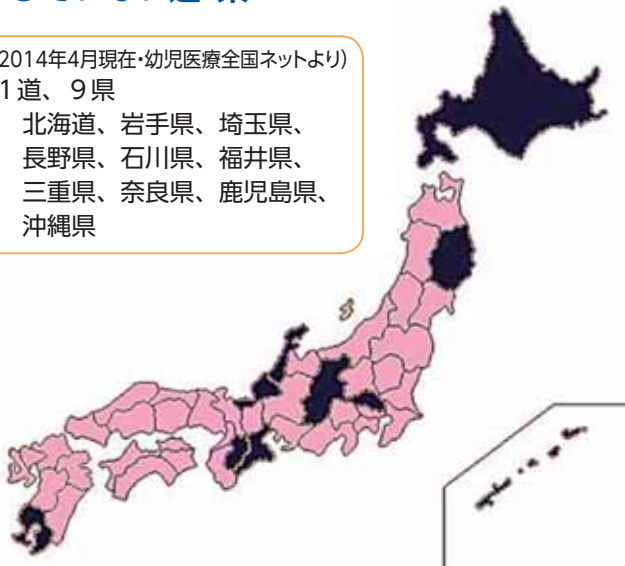 2014年4月現在・幼児医療全国ネットより)
1道、9県
北海道、岩手県、埼玉県、
長野県、石川県、福井県、
三重県、奈良県、鹿児島県、
沖縄県